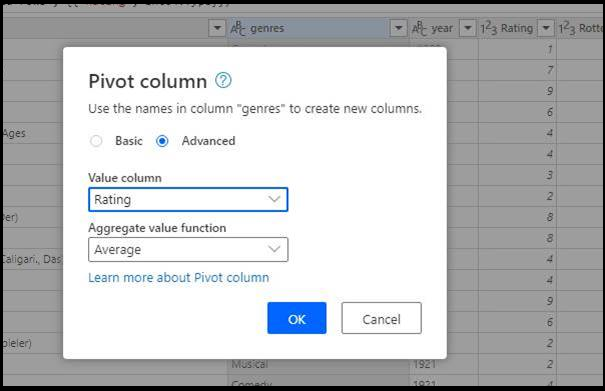 genres year Rating Rotte
1
7
9
6
Ages 4
4
3
2
Der) 8
8
Caligari., Das 4
4
9
6
pieler) 2
Musical 1921 2
Comedy 1921 4
Pivot column
Use the names in column "genres" to create new columns.
Basic Advanced
Value column
Rating
Aggregate value function
Average
Learn more about Pivot column
OK Cancel